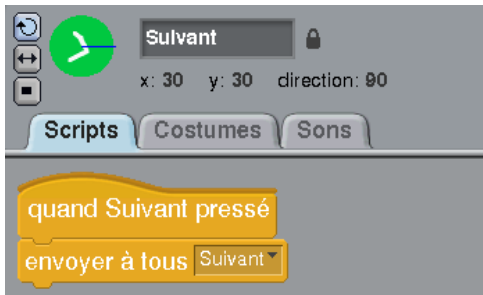 Suivant
x: 30 y: 30 direction: 90
Scripts Costumes Sons
quand Suivant pressé
envoyer à tous Suivant